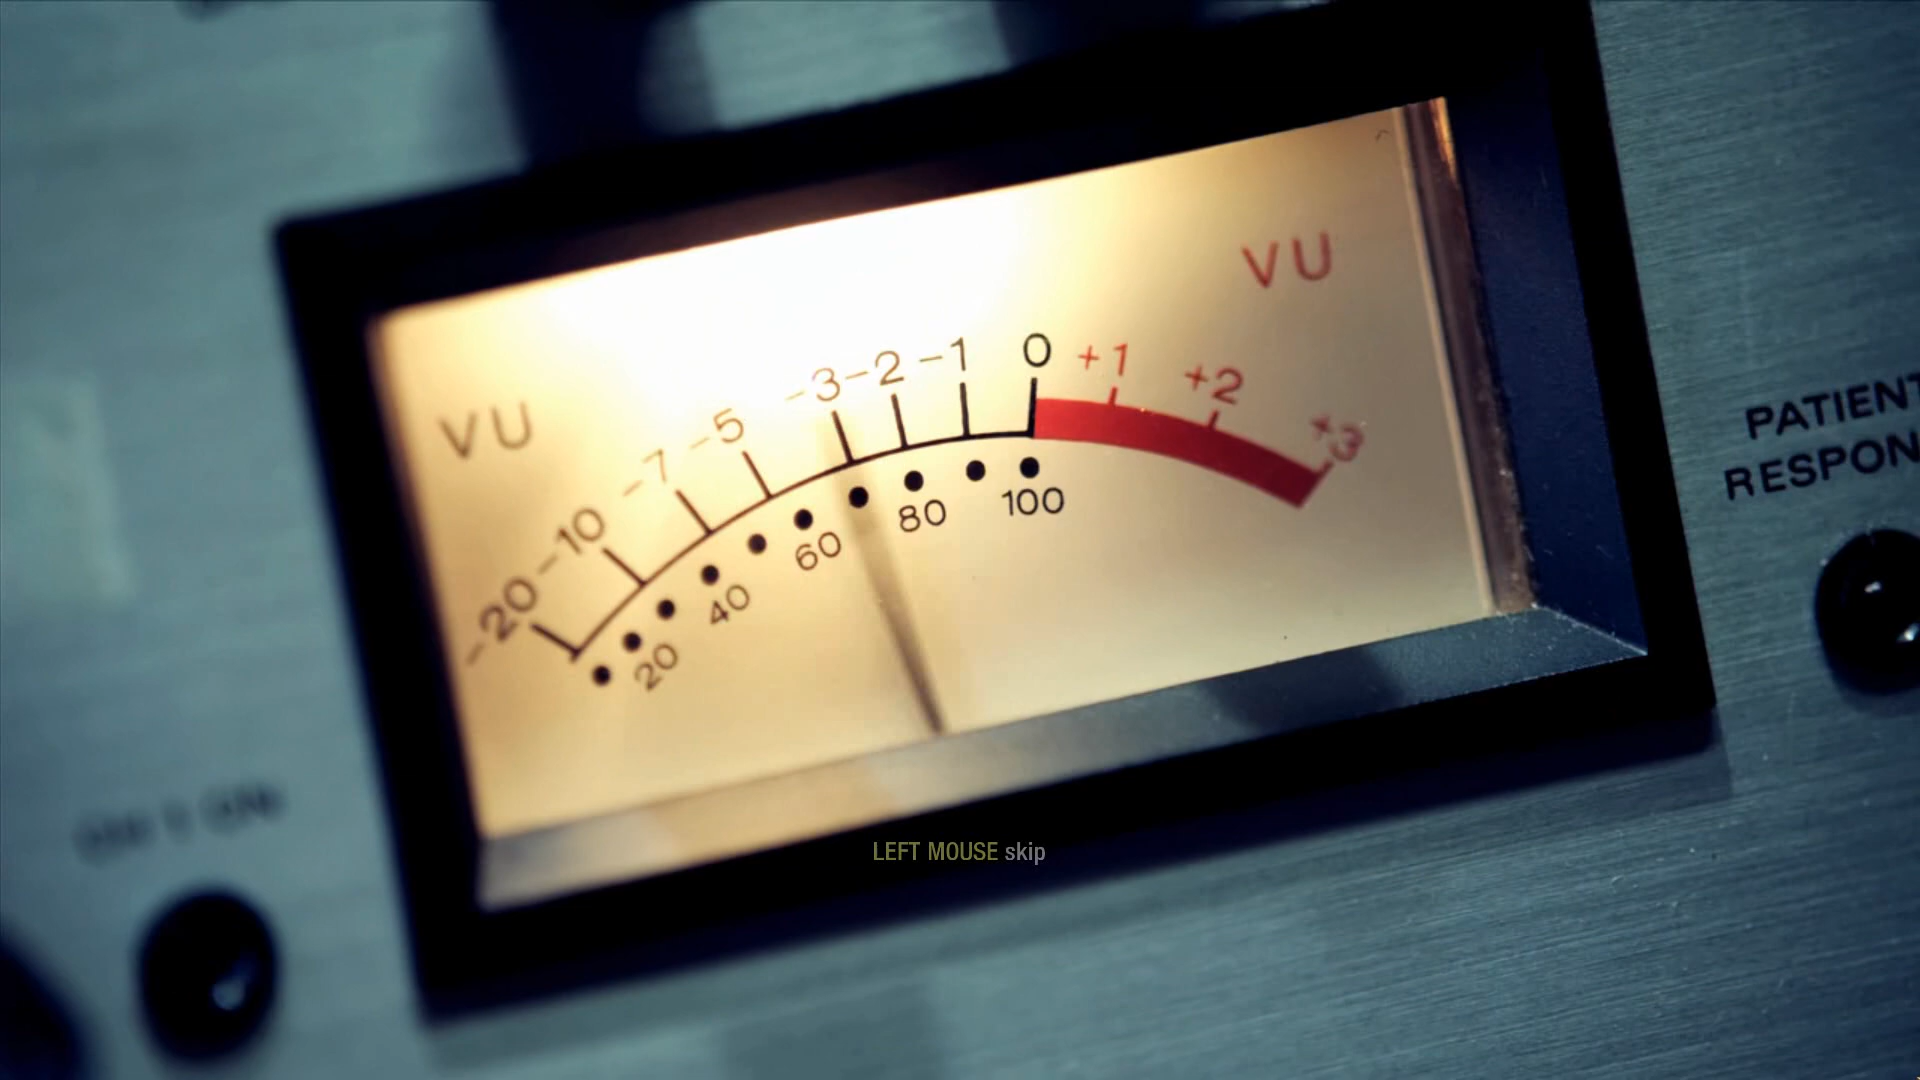 VU
VU
-20 -10 -7 -5 -3 -2 -1 0 +1 +2 +3
20 40 60 80 100
PATIENT
RESPON
LEFT MOUSE skip